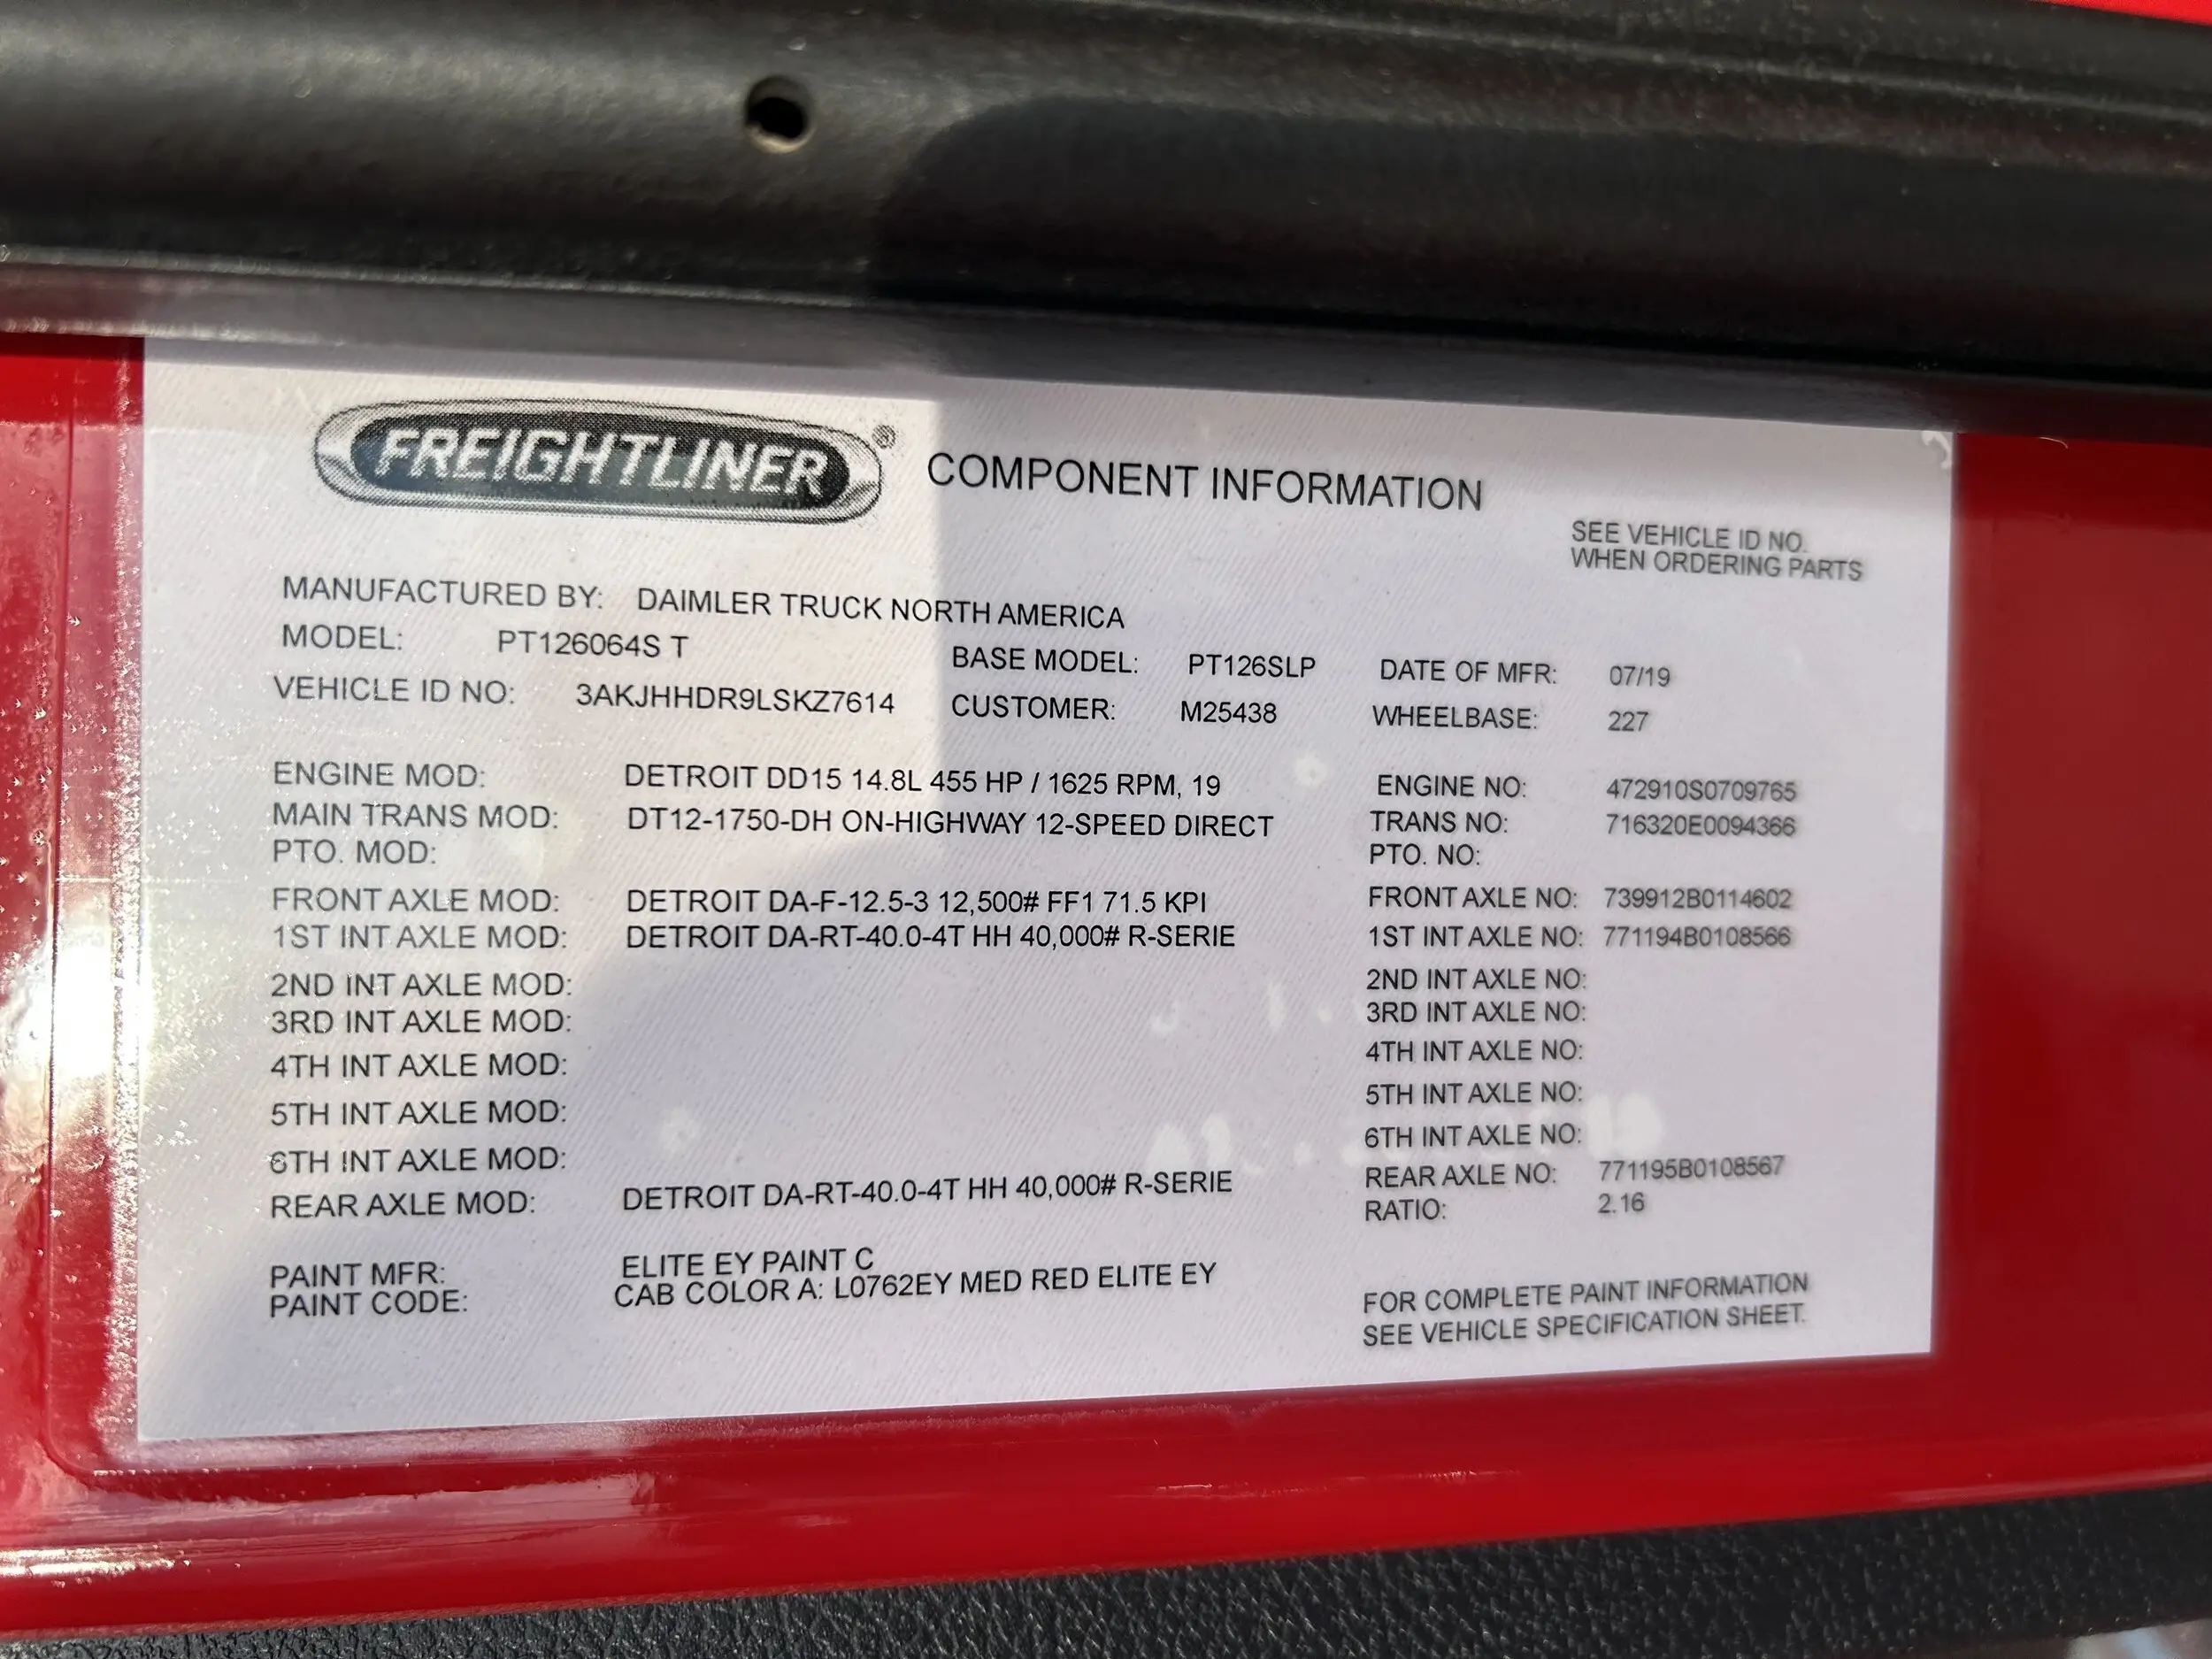 FREIGHTLINER® COMPONENT INFORMATION
SEE VEHICLE ID NO.
WHEN ORDERING PARTS
MANUFACTURED BY: DAIMLER TRUCK NORTH AMERICA
MODEL: PT126064S T
BASE MODEL: PT126SLP DATE OF MFR: 07/19
VEHICLE ID NO: 3AKJHHDR9LSKZ7614 CUSTOMER: M25438 WHEELBASE: 227
ENGINE MOD: DETROIT DD15 14.8L 455 HP / 1625 RPM, 19 ENGINE NO: 472910S0709765
MAIN TRANS MOD: DT12-1750-DH ON-HIGHWAY 12-SPEED DIRECT TRANS NO: 716320E0094366
PTO. MOD: PTO. NO:
FRONT AXLE MOD: DETROIT DA-F-12.5-3 12,500# FF1 71.5 KPI FRONT AXLE NO: 739912B0114602
1ST INT AXLE MOD: DETROIT DA-RT-40.0-4T HH 40,000# R-SERIE 1ST INT AXLE NO: 771194B0108566
2ND INT AXLE MOD: 2ND INT AXLE NO:
3RD INT AXLE MOD: 3RD INT AXLE NO:
4TH INT AXLE MOD: 4TH INT AXLE NO:
5TH INT AXLE MOD: 5TH INT AXLE NO:
6TH INT AXLE MOD: 6TH INT AXLE NO:
REAR AXLE MOD: DETROIT DA-RT-40.0-4T HH 40,000# R-SERIE REAR AXLE NO: 771195B0108567
RATIO: 2.16
PAINT MFR: ELITE EY PAINT C
PAINT CODE: CAB COLOR A: L0762EY MED RED ELITE EY
FOR COMPLETE PAINT INFORMATION
SEE VEHICLE SPECIFICATION SHEET.